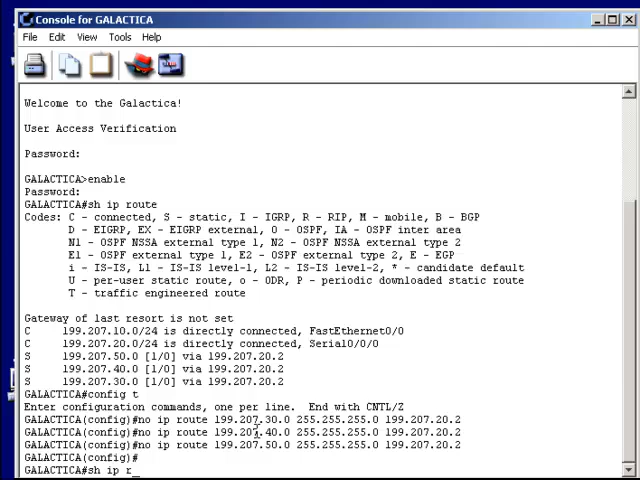 Console for GALACTICA
File Edit View Tools Help
Welcome to the Galactica!
User Access Verification
Password:
GALACTICA>enable
Password:
GALACTICA#sh ip route
Codes: C - connected, S - static, I - IGRP, R - RIP, M - mobile, B - BGP
D - EIGRP, EX - EIGRP external, O - OSPF, IA - OSPF inter area
N1 - OSPF NSSA external type 1, N2 - OSPF NSSA external type 2
E1 - OSPF external type 1, E2 - OSPF external type 2, E - EGP
i - IS-IS, L1 - IS-IS level-1, L2 - IS-IS level-2, * - candidate default
U - per-user static route, o - ODR, P - periodic downloaded static route
T - traffic engineered route
Gateway of last resort is not set
C 199.207.10.0/24 is directly connected, FastEthernet0/0
C 199.207.20.0/24 is directly connected, Serial0/0/0
S 199.207.50.0 [1/0] via 199.207.20.2
S 199.207.40.0 [1/0] via 199.207.20.2
S 199.207.30.0 [1/0] via 199.207.20.2
GALACTICA#config t
Enter configuration commands, one per line. End with CNTL/Z
GALACTICA(config)#no ip route 199.207.30.0 255.255.255.0 199.207.20.2
GALACTICA(config)#no ip route 199.207.40.0 255.255.255.0 199.207.20.2
GALACTICA(config)#no ip route 199.207.50.0 255.255.255.0 199.207.20.2
GALACTICA(config)#
GALACTICA#sh ip r_